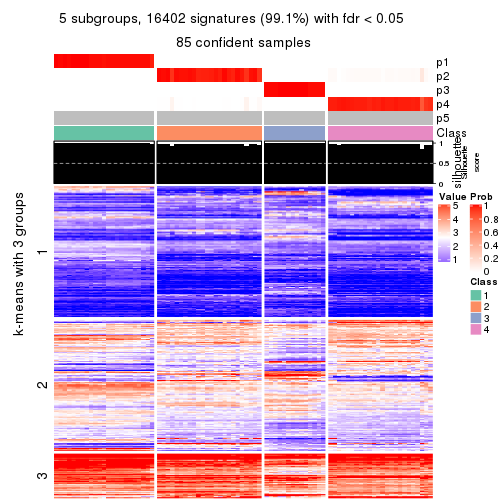 5 subgroups, 16402 signatures (99.1%) with fdr < 0.05
85 confident samples
p1
p2
p3
p4
p5
Class
1
0.5
0
silhouette
Silhouette
score
k-means with 3 groups
1
2
3
Value
5
4
3
2
1
Prob
1
0.8
0.6
0.4
0.2
0
Class
1
2
3
4